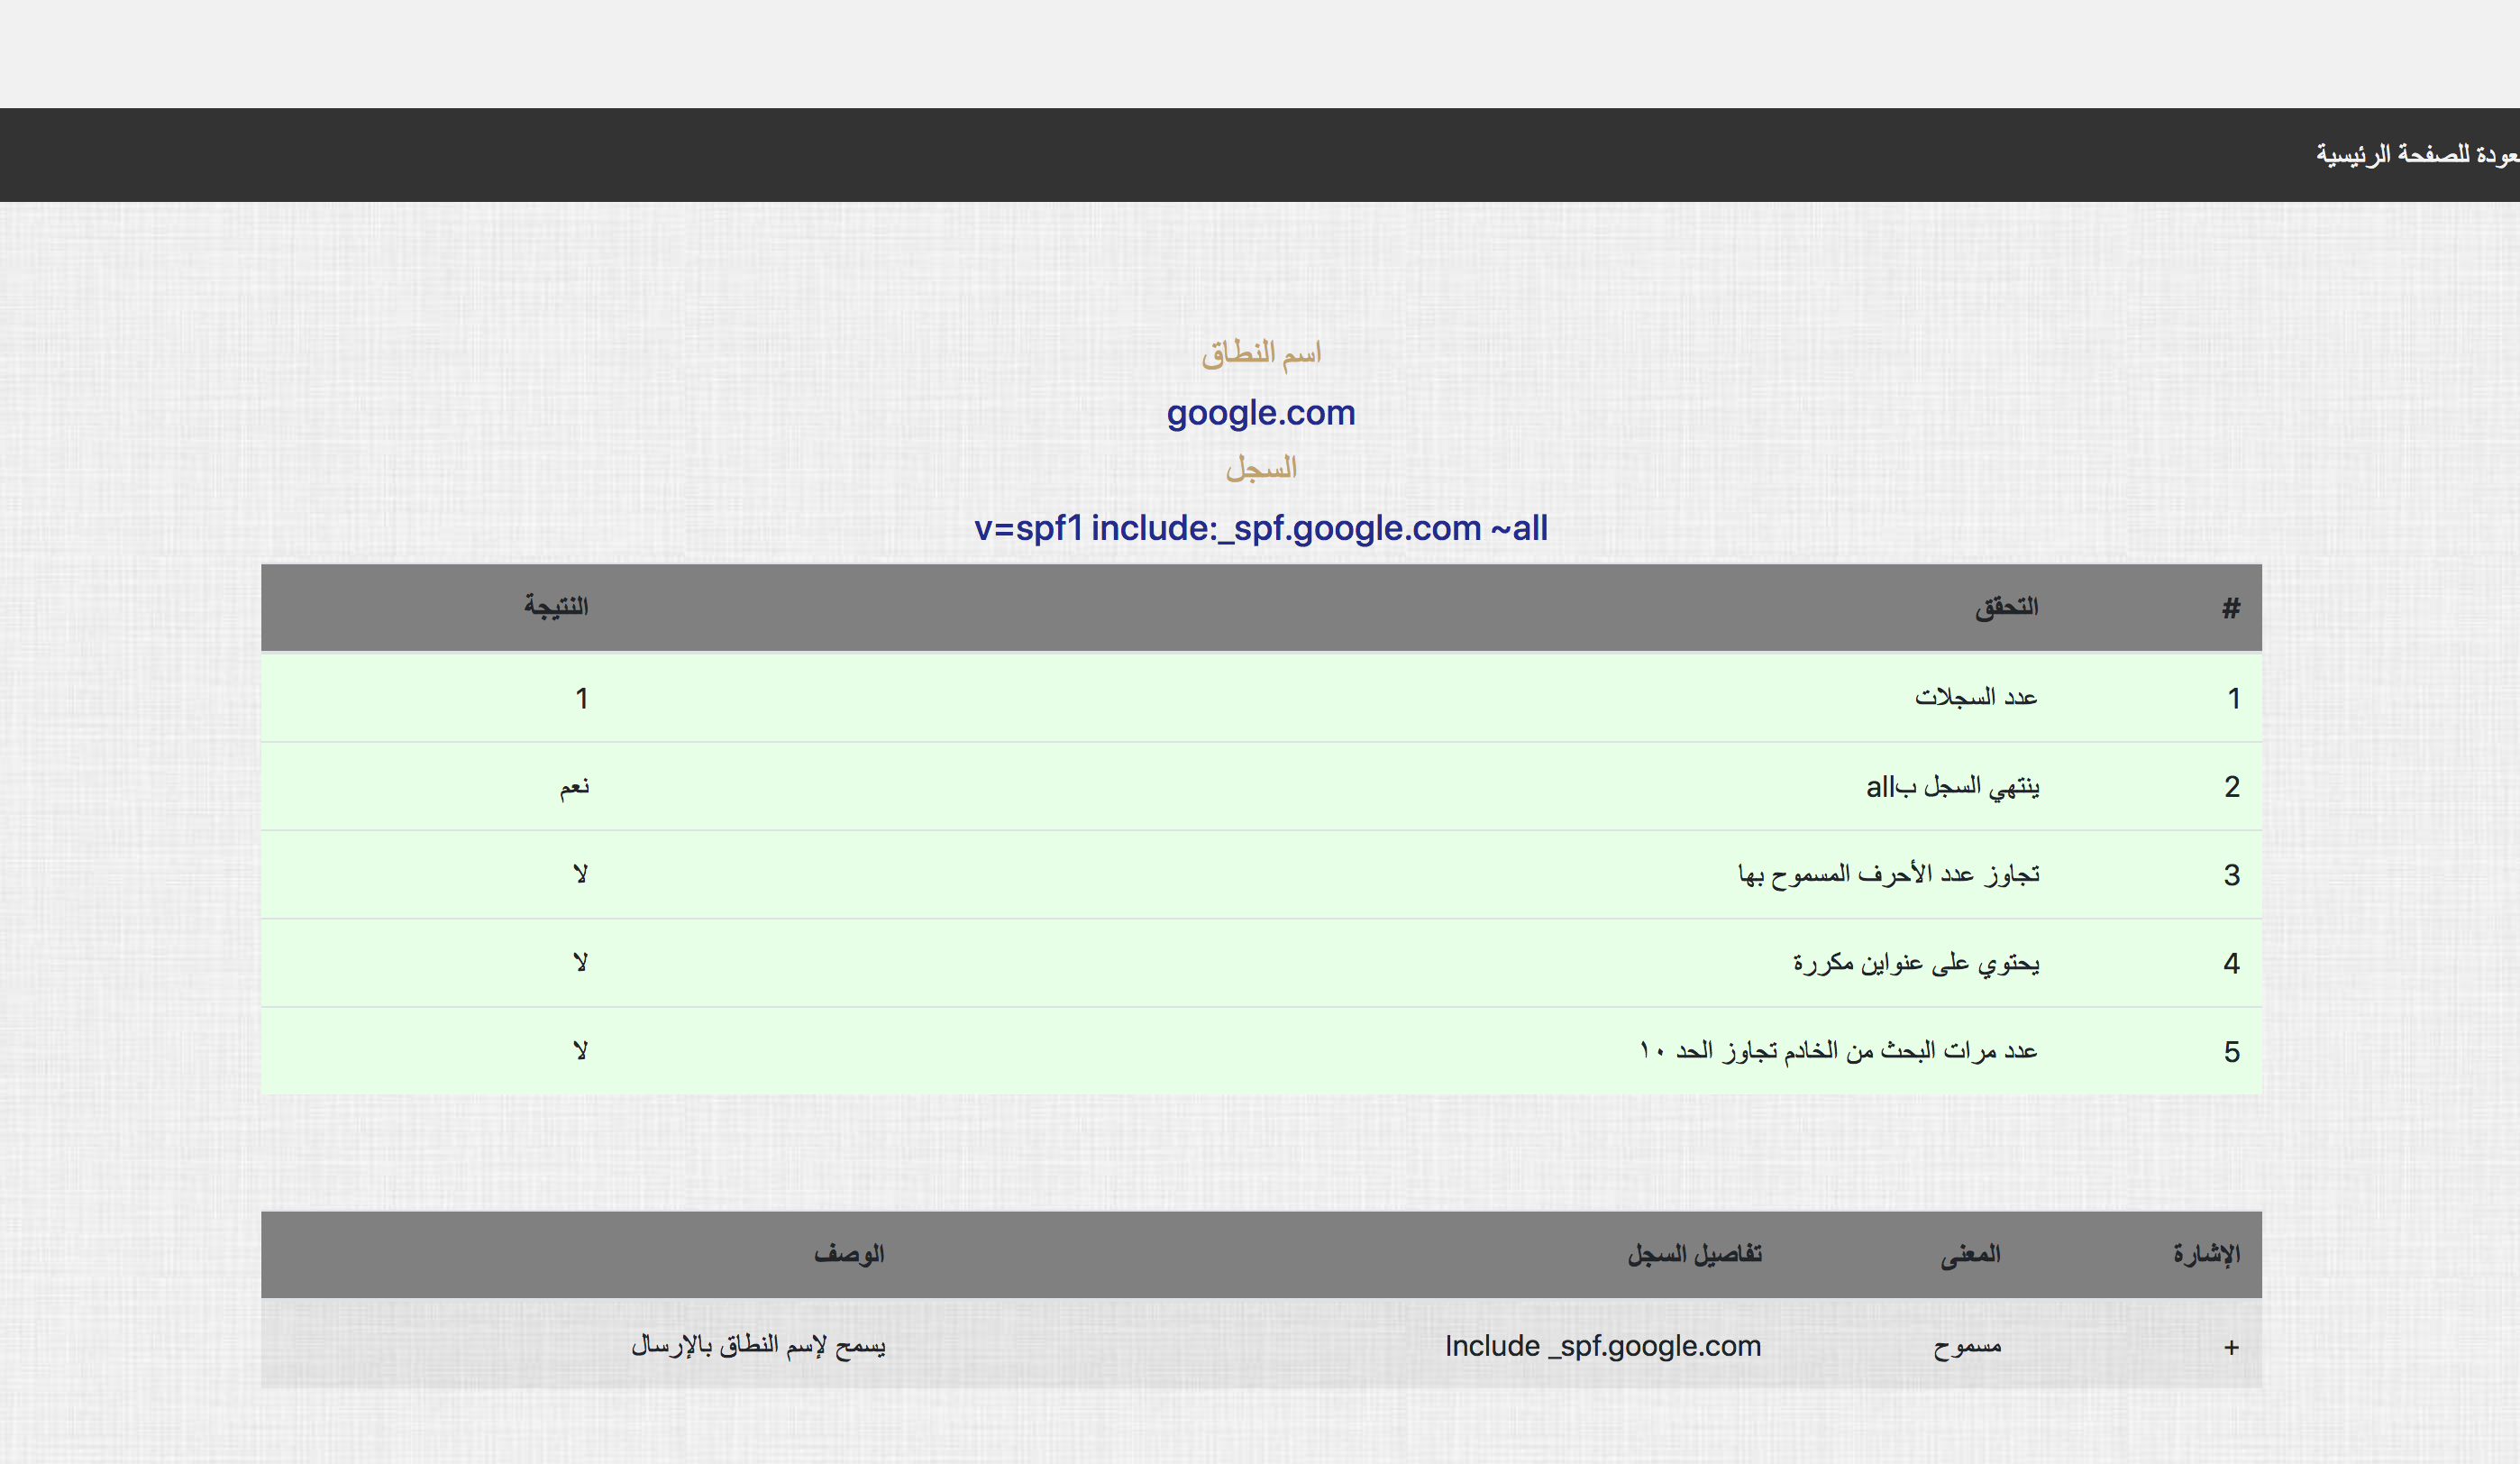 للصفحة الرئيسية
اسم النطاق
google.com
السجل
v=spf1 include:_spf.google.com ~all
# التحقق النتيجة
1 عدد السجلات 1
2 ينتهي السجل بall نعم
3 تجاوز عدد الأحرف المسموح بها لا
4 يحتوي على عنواين مكررة لا
5 عدد مرات البحث من الخادم تجاوز الحد ١٠ لا
الإشارة المعنى تفاصيل السجل الوصف
+ مسموح Include _spf.google.com يسمح لإسم النطاق بالإرسال